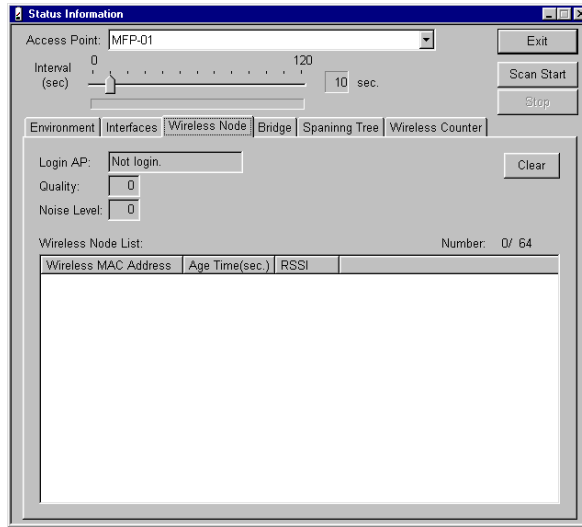 Status Information
Access Point: MFP-01
Exit
Interval (sec)
0 120
10 sec.
Scan Start
Stop
Environment Interfaces Wireless Node Bridge Spaninng Tree Wireless Counter
Login AP: Not login.
Clear
Quality: 0
Noise Level: 0
Wireless Node List: Number: 0/ 64
Wireless MAC Address Age Time(sec.) RSSI